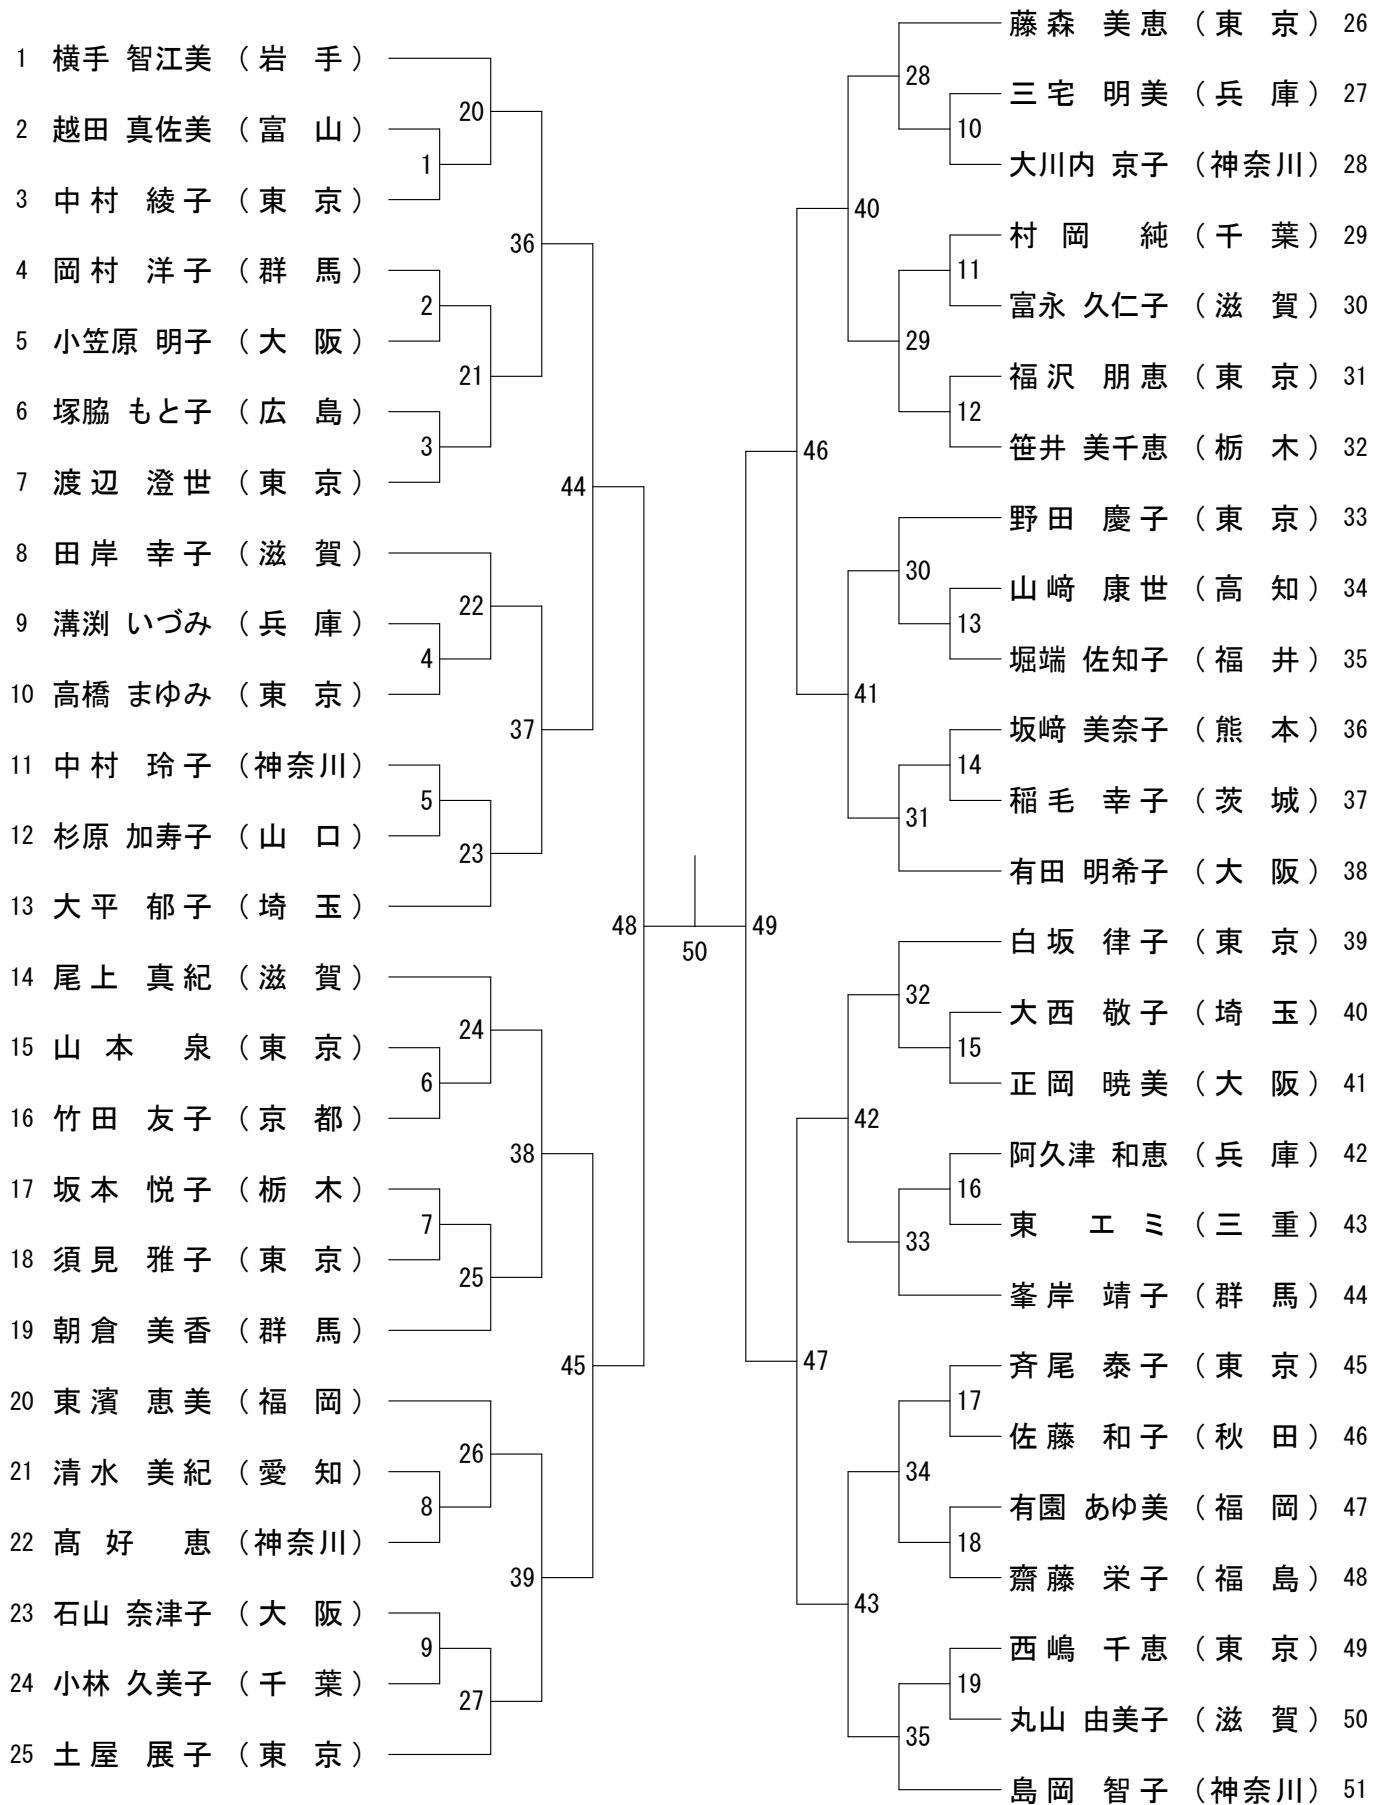 1 横手 智江美 （岩 手）
2 越田 真佐美 （富 山）
3 中村 綾子 （東 京）
4 岡村 洋子 （群 馬）
5 小笠原 明子 （大 阪）
6 塚脇 もと子 （広 島）
7 渡辺 澄世 （東 京）
8 田岸 幸子 （滋 賀）
9 溝渕 いづみ （兵 庫）
10 高橋 まゆみ （東 京）
11 中村 玲子 （神奈川）
12 杉原 加寿子 （山 口）
13 大平 郁子 （埼 玉）
14 尾上 真紀 （滋 賀）
15 山本 泉 （東 京）
16 竹田 友子 （京 都）
17 坂本 悦子 （栃 木）
18 須見 雅子 （東 京）
19 朝倉 美香 （群 馬）
20 東濱 恵美 （福 岡）
21 清水 美紀 （愛 知）
22 髙好 恵 （神奈川）
23 石山 奈津子 （大 阪）
24 小林 久美子 （千 葉）
25 土屋 展子 （東 京）
1
2
3
4
5
6
7
8
9
20
21
22
23
24
25
26
27
36
37
38
39
44
45
48
50
49
46
47
40
41
42
43
28
29
30
31
32
33
34
35
10
11
12
13
14
15
16
17
18
19
藤森 美恵 （東 京） 26
三宅 明美 （兵 庫） 27
大川内 京子 （神奈川） 28
村岡 純 （千 葉） 29
富永 久仁子 （滋 賀） 30
福沢 朋恵 （東 京） 31
笹井 美千恵 （栃 木） 32
野田 慶子 （東 京） 33
山﨑 康世 （高 知） 34
堀端 佐知子 （福 井） 35
坂﨑 美奈子 （熊 本） 36
稲毛 幸子 （茨 城） 37
有田 明希子 （大 阪） 38
白坂 律子 （東 京） 39
大西 敬子 （埼 玉） 40
正岡 暁美 （大 阪） 41
阿久津 和恵 （兵 庫） 42
東 エミ （三 重） 43
峯岸 靖子 （群 馬） 44
斉尾 泰子 （東 京） 45
佐藤 和子 （秋 田） 46
有園 あゆ美 （福 岡） 47
齋藤 栄子 （福 島） 48
西嶋 千恵 （東 京） 49
丸山 由美子 （滋 賀） 50
島岡 智子 （神奈川） 51